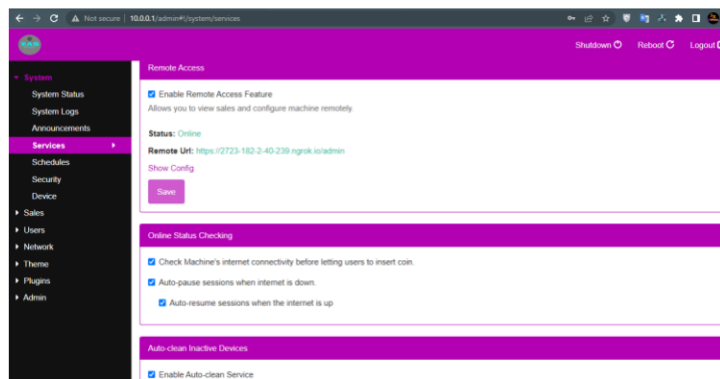 Not secure | 10.0.0.1/admin#!/system/services
Shutdown Reboot Logout
System
System Status
System Logs
Announcements
Services
Schedules
Security
Device
Sales
Users
Network
Theme
Plugins
Admin
Remote Access
Enable Remote Access Feature
Allows you to view sales and configure machine remotely.
Status: Online
Remote Url: https://2723-182-2-40-239.ngrok.io/admin
Show Config
Save
Online Status Checking
Check Machine's internet connectivity before letting users to insert coin.
Auto-pause sessions when internet is down.
Auto-resume sessions when the internet is up
Auto-clean Inactive Devices
Enable Auto-clean Service